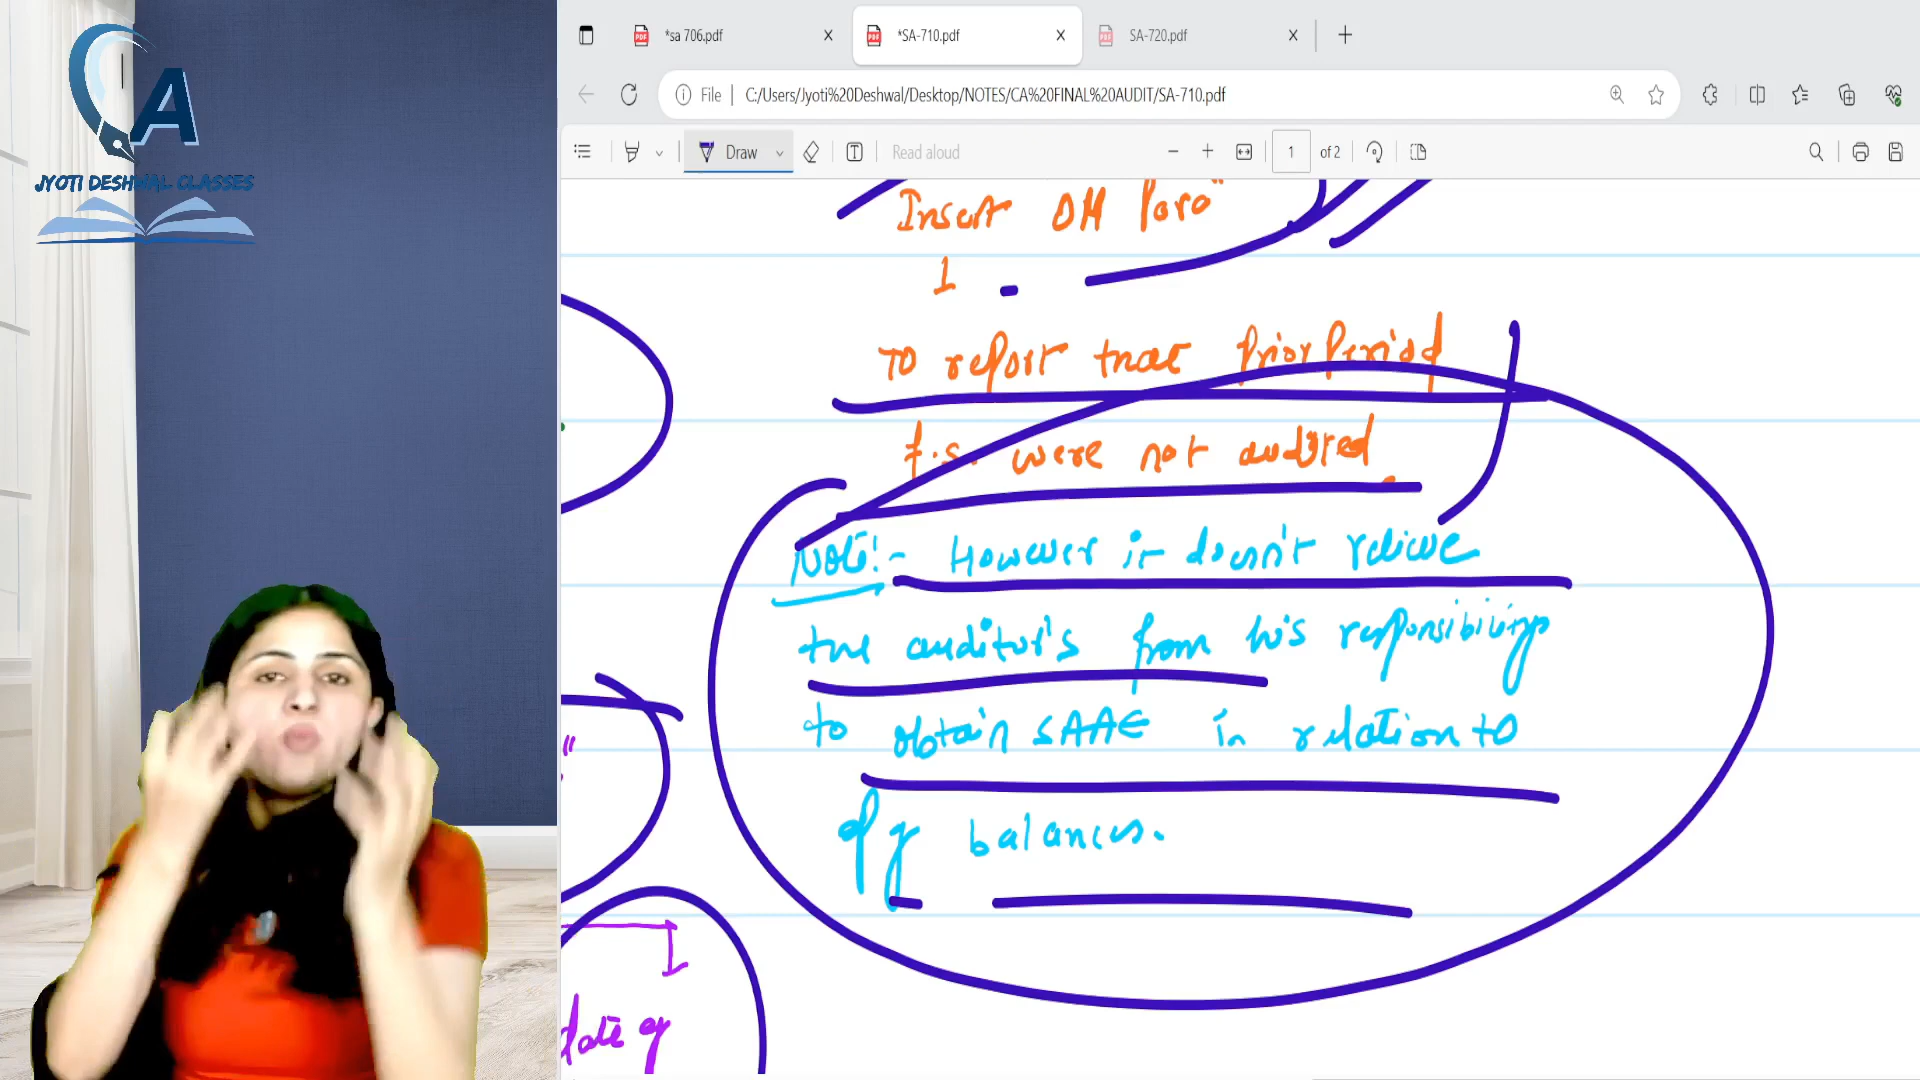 JYOTI DESHWAL CLASSES
*sa 706.pdf
*SA-710.pdf
SA-720.pdf
File
C:/Users/Jyoti%20Deshwal/Desktop/NOTES/CA%20FINAL%20AUDIT/SA-710.pdf
Draw
Read aloud
1 of 2
Insert OM Para"
To report that Prior Period
f.s. were not audited.
Note:- However it doesn't relieve
the auditor's from his responsibility
to obtain SAAE in relation to
opg balances.
date of